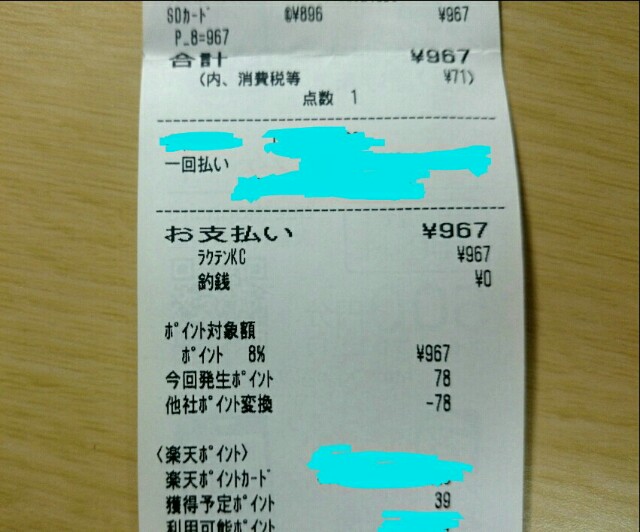 SDｶｰﾄﾞ @¥896 ¥967
P_8=967
合計 ¥967
(内、消費税等 ¥71)
点数 1
一回払い
お支払い ¥967
ﾗｸﾃﾝKC ¥967
釣銭 ¥0
ﾎﾟｲﾝﾄ対象額
ﾎﾟｲﾝﾄ 8% ¥967
今回発生ﾎﾟｲﾝﾄ 78
他社ﾎﾟｲﾝﾄ変換 -78
<楽天ﾎﾟｲﾝﾄ>
楽天ﾎﾟｲﾝﾄｶｰﾄﾞ
獲得予定ﾎﾟｲﾝﾄ 39
利用可能ﾎﾟｲﾝﾄ